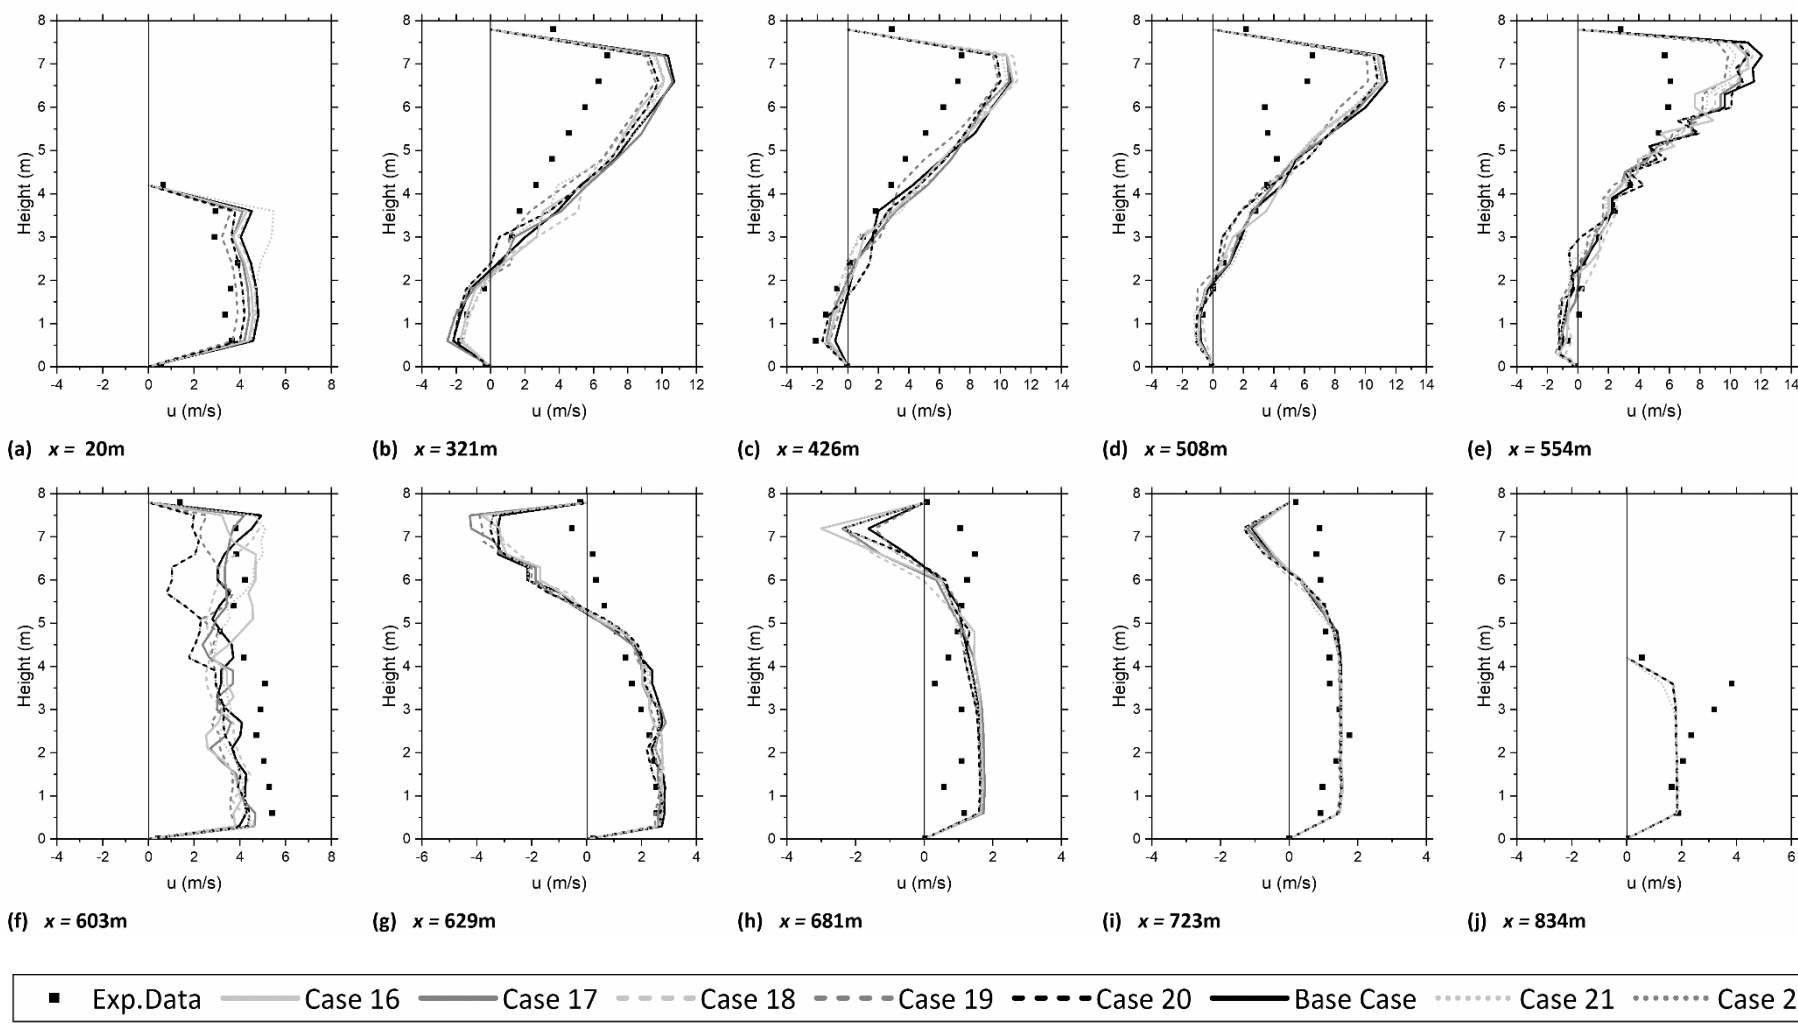 8 8 8 8 8
7 7 7 7 7
6 6 6 6 6
5 5 5 5 5
4 4 4 4 4
3 3 3 3 3
2 2 2 2 2
1 1 1 1 1
0 0 0 0 0
Height (m) Height (m) Height (m) Height (m) Height (m)
-4 -2 0 2 4 6 8 -4 -2 0 2 4 6 8 10 12 -4 -2 0 2 4 6 8 10 12 14 -4 -2 0 2 4 6 8 10 12 14 -4 -2 0 2 4 6 8 10 12 14
u (m/s) u (m/s) u (m/s) u (m/s) u (m/s)
(a) x = 20m (b) x = 321m (c) x = 426m (d) x = 508m (e) x = 554m
8 8 8 8 8
7 7 7 7 7
6 6 6 6 6
5 5 5 5 5
4 4 4 4 4
3 3 3 3 3
2 2 2 2 2
1 1 1 1 1
0 0 0 0 0
Height (m) Height (m) Height (m) Height (m) Height (m)
-4 -2 0 2 4 6 8 -6 -4 -2 0 2 4 -4 -2 0 2 4 -4 -2 0 2 4 -4 -2 0 2 4 6
u (m/s) u (m/s) u (m/s) u (m/s) u (m/s)
(f) x = 603m (g) x = 629m (h) x = 681m (i) x = 723m (j) x = 834m
Exp.Data Case 16 Case 17 Case 18 Case 19 Case 20 Base Case Case 21 Case 2